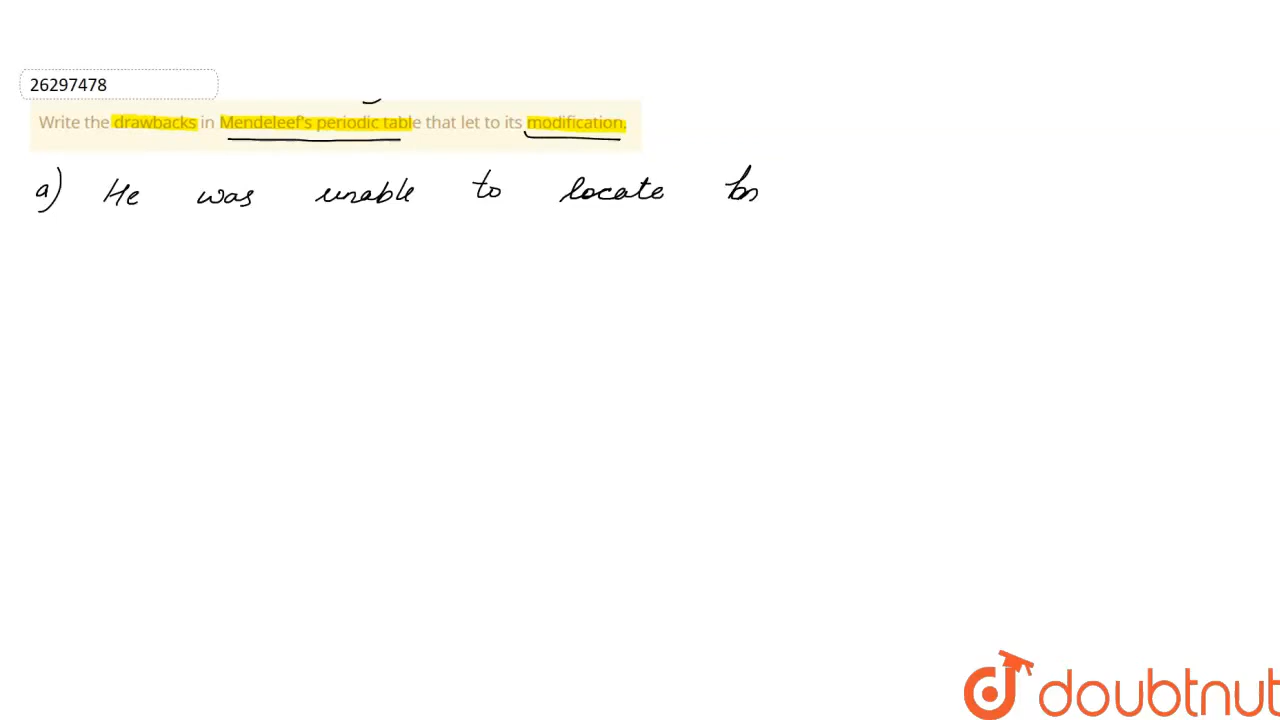 26297478
Write the drawbacks in Mendeleef's periodic table that let to its modification.
a) He was unable to locate
doubtnut